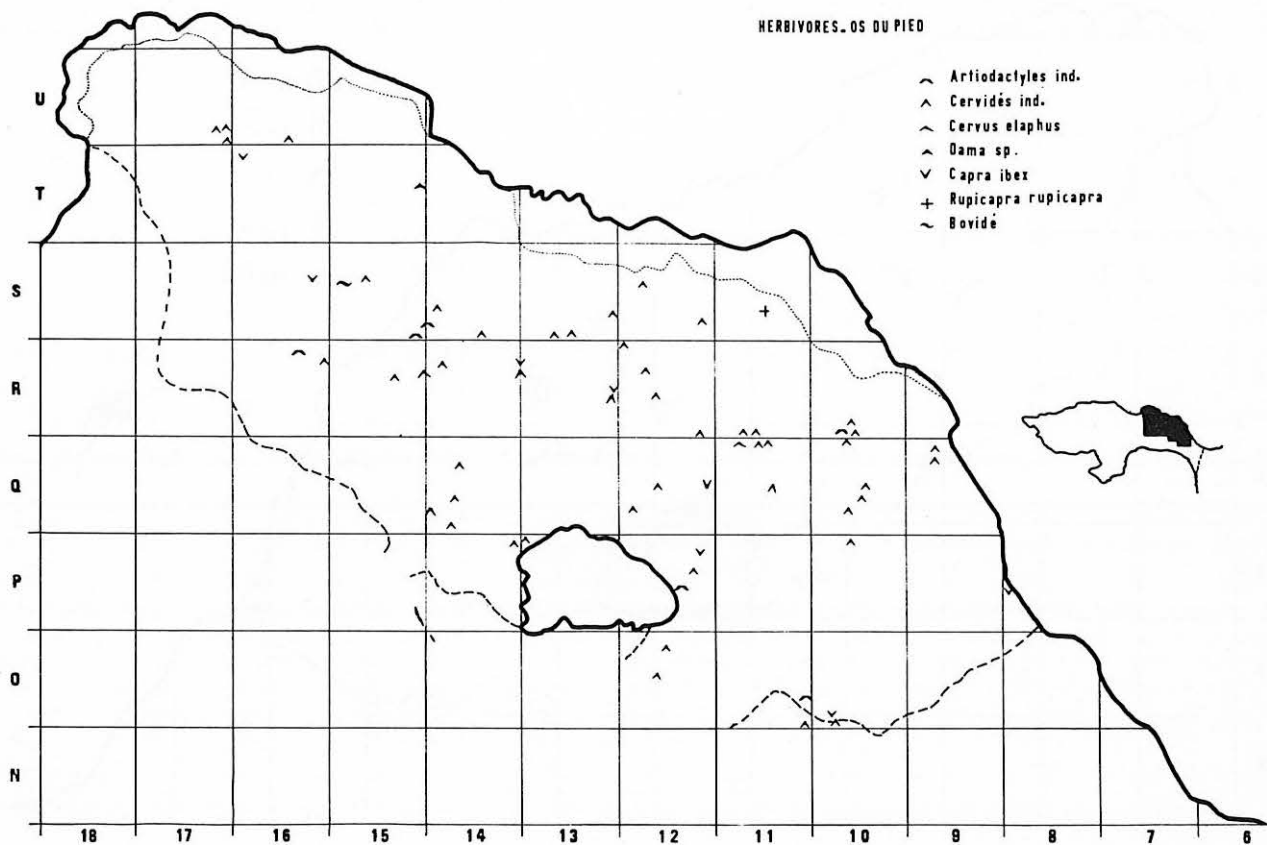 HERBIVORES_OS DU PIED
Artiodactyles ind.
Cervidés ind.
Cervus elaphus
Dama sp.
Capra ibex
Rupicapra rupicapra
Bovidé
U
T
S
R
Q
P
O
N
18 17 16 15 14 13 12 11 10 9 8 7 6